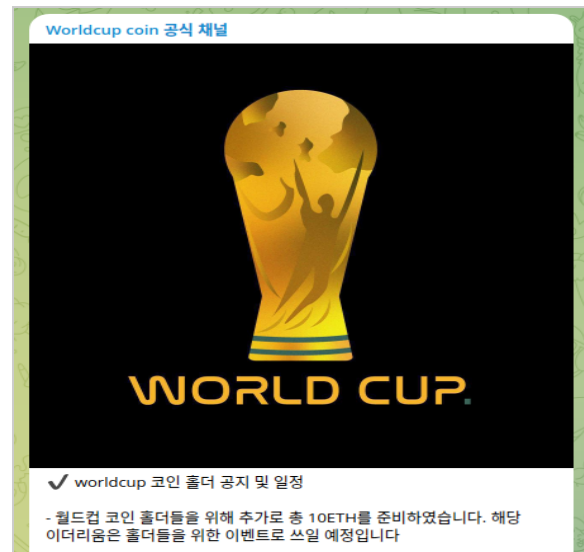 Worldcup coin 공식 채널
WORLD CUP.
✔ worldcup 코인 홀더 공지 및 일정
- 월드컵 코인 홀더들을 위해 추가로 총 10ETH를 준비하였습니다. 해당
이더리움은 홀더들을 위한 이벤트로 쓰일 예정입니다